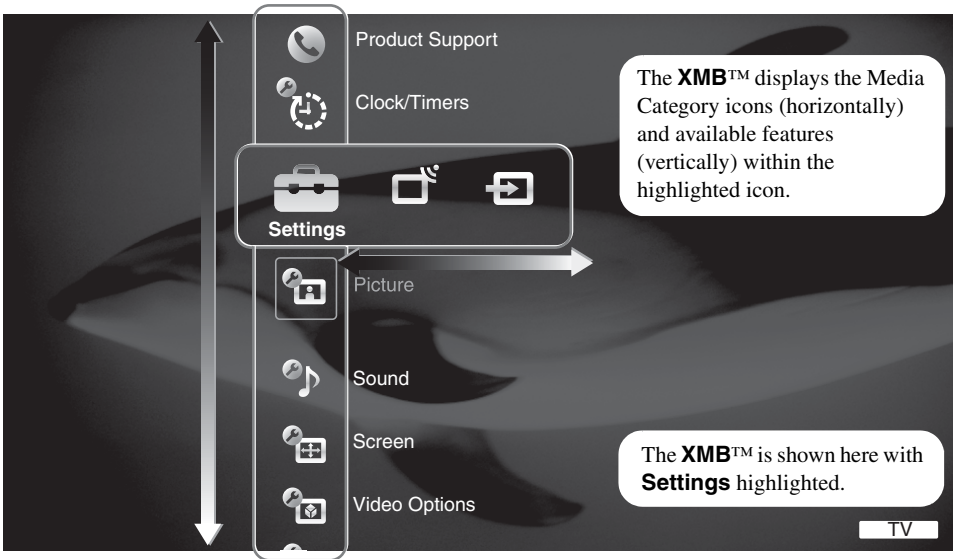 Product Support
Clock/Timers
The XMB™ displays the Media
Category icons (horizontally)
and available features
(vertically) within the
highlighted icon.
Settings
Picture
Sound
Screen
Video Options
The XMB™ is shown here with
Settings highlighted.
TV